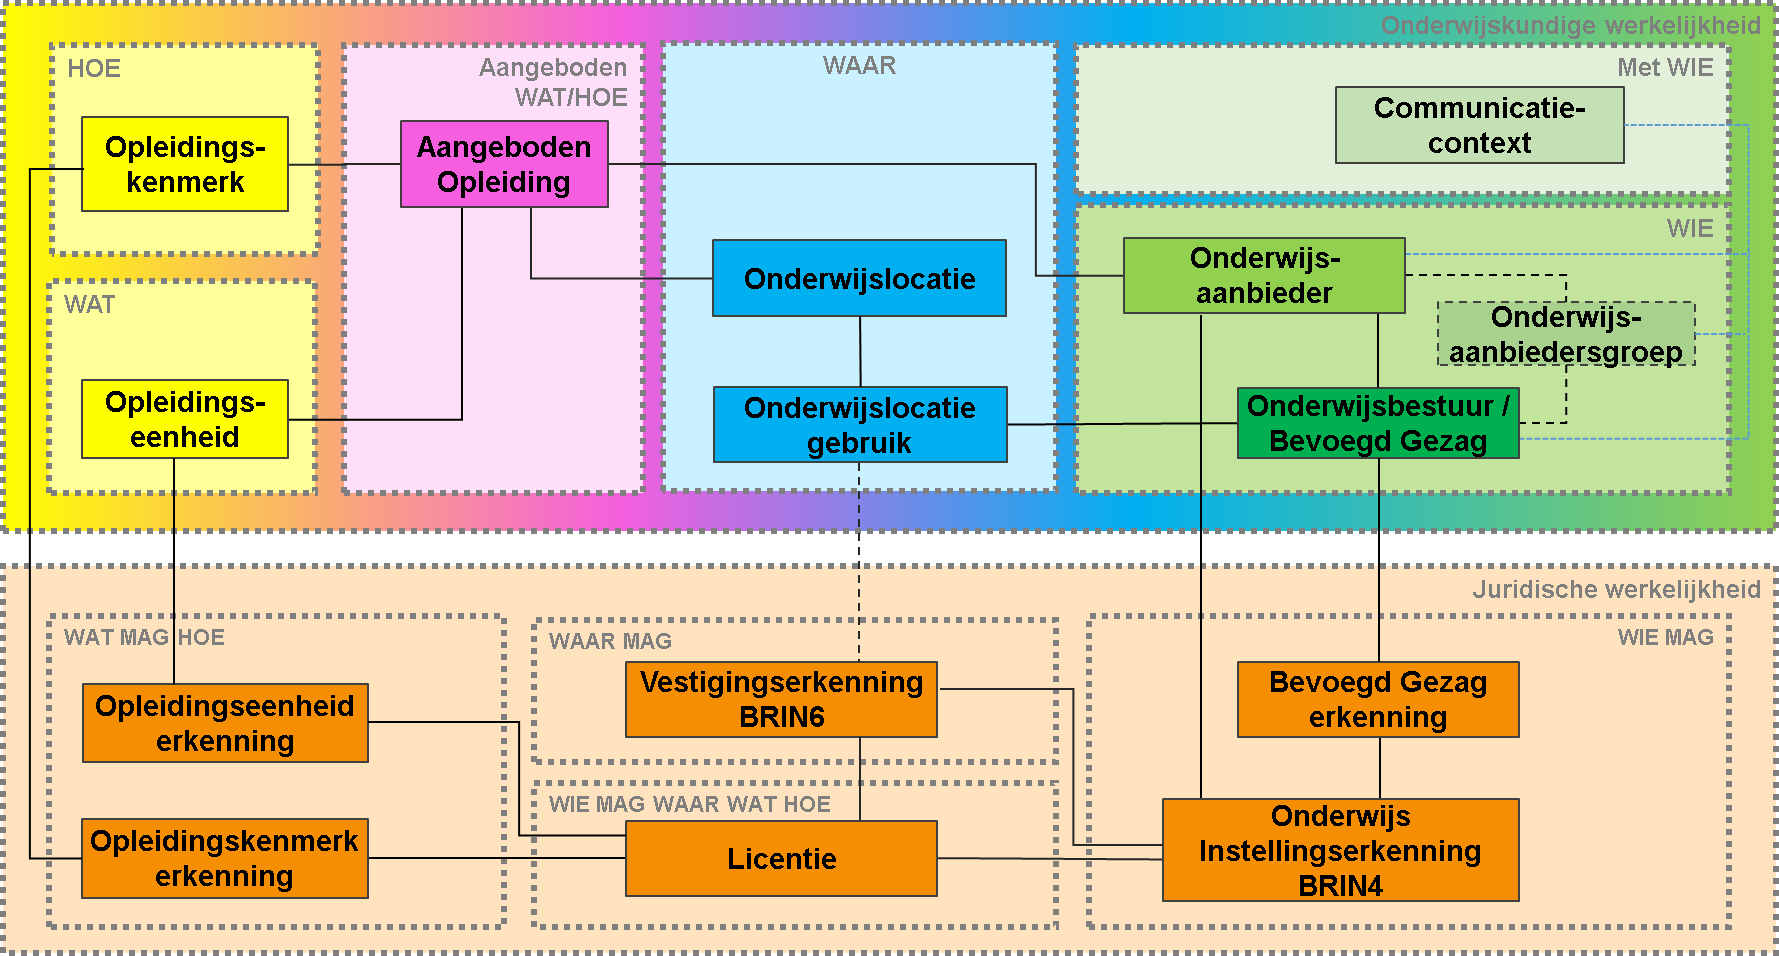 Onderwijskundige werkelijkheid
HOE
Opleidings-
kenmerk
Aangeboden
WAT/HOE
Aangeboden
Opleiding
WAAR
Met WIE
Communicatie-
context
WAT
Opleidings-
eenheid
Onderwijslocatie
Onderwijslocatie
gebruik
WIE
Onderwijs-
aanbieder
Onderwijs-
aanbiedersgroep
Onderwijsbestuur /
Bevoegd Gezag
Juridische werkelijkheid
WAT MAG HOE
Opleidingseenheid
erkenning
Opleidingskenmerk
erkenning
WAAR MAG
Vestigingserkenning
BRIN6
WIE MAG WAAR WAT HOE
Licentie
WIE MAG
Bevoegd Gezag
erkenning
Onderwijs
Instellingserkenning
BRIN4